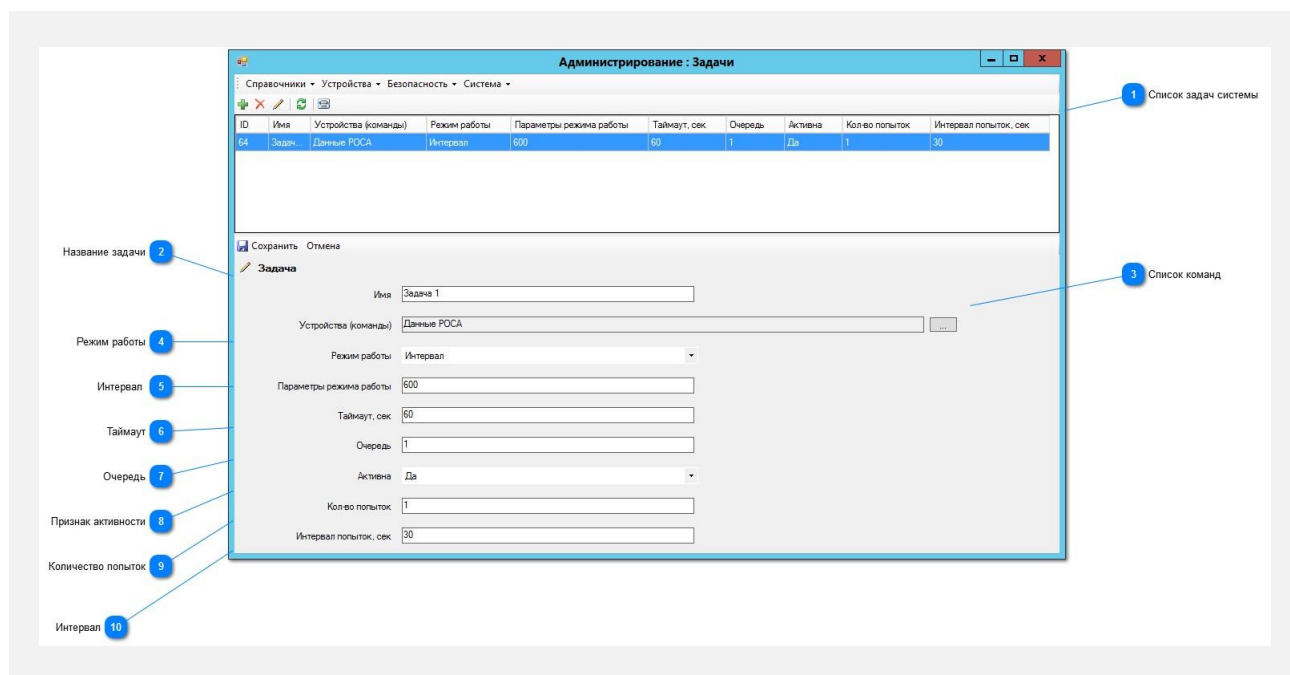 Администрирование : Задачи
Справочники Устройства Безопасность Система
1 Список задач системы
ID Имя Устройства (команды) Режим работы Параметры режима работы Таймаут, сек Очередь Активна Кол-во попыток Интервал попыток, сек
64 Задач... Данные РОСА Интервал 600 60 1 Да 1 30
Сохранить Отмена
Название задачи 2
Задача
3 Список команд
Имя Задача 1
Устройства (команды) Данные РОСА ...
Режим работы 4
Режим работы Интервал
Интервал 5
Параметры режима работы 600
Таймаут 6
Таймаут, сек 60
Очередь 7
Очередь 1
Признак активности 8
Активна Да
Количество попыток 9
Кол-во попыток 1
Интервал попыток, сек 30
Интервал 10